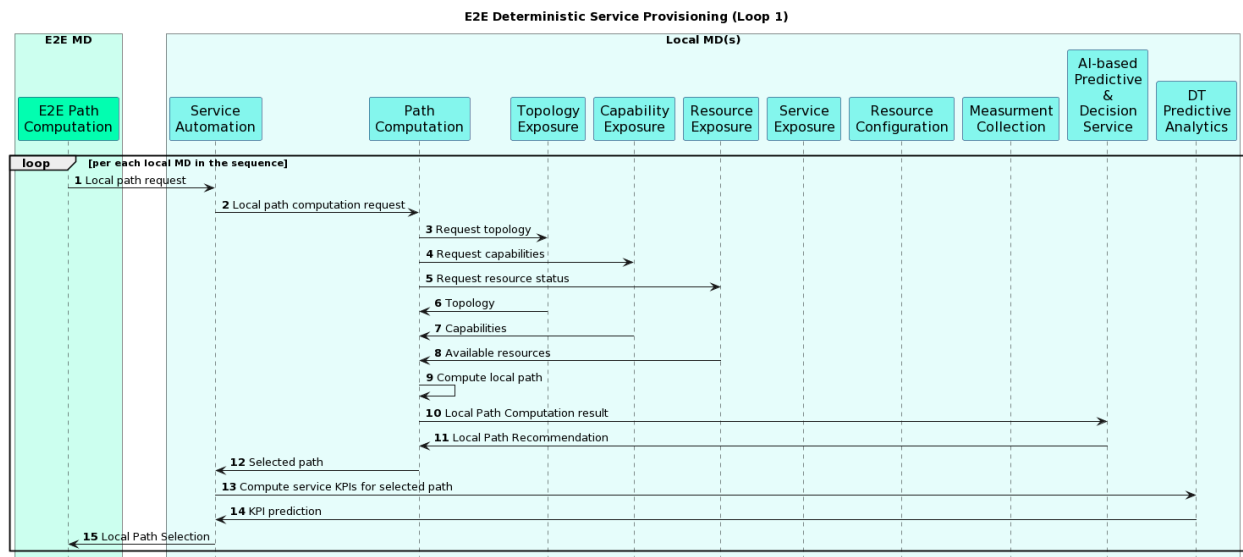 E2E Deterministic Service Provisioning (Loop 1)
E2E MD
Local MD(s)
E2E Path
Computation
Service
Automation
Path
Computation
Topology
Exposure
Capability
Exposure
Resource
Exposure
Service
Exposure
Resource
Configuration
Measurment
Collection
AI-based
Predictive
&
Decision
Service
DT
Predictive
Analytics
loop [per each local MD in the sequence]
1 Local path request
2 Local path computation request
3 Request topology
4 Request capabilities
5 Request resource status
6 Topology
7 Capabilities
8 Available resources
9 Compute local path
10 Local Path Computation result
11 Local Path Recommendation
12 Selected path
13 Compute service KPIs for selected path
14 KPI prediction
15 Local Path Selection